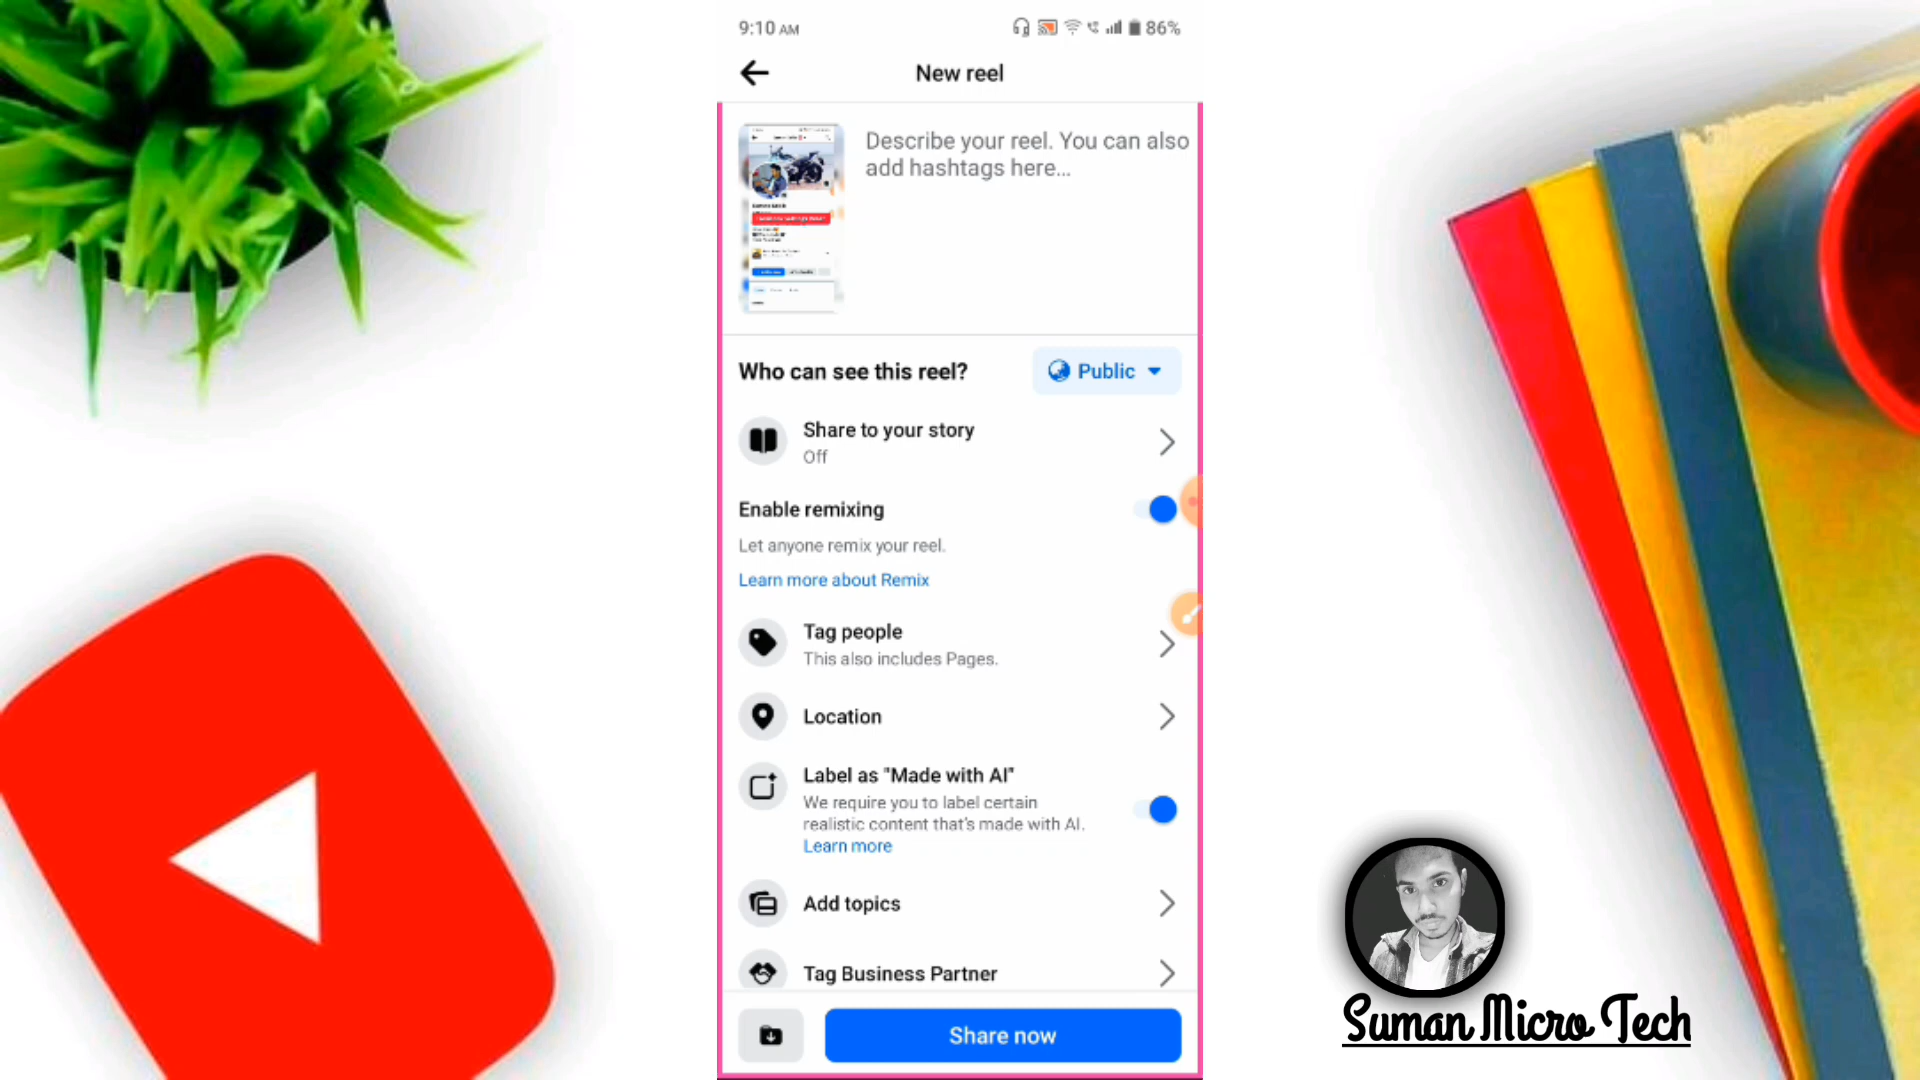 9:10 AM
86%
New reel
Describe your reel. You can also
add hashtags here...
Who can see this reel?
Public
Share to your story
Off
Enable remixing
Let anyone remix your reel.
Learn more about Remix
Tag people
This also includes Pages.
Location
Label as "Made with AI"
We require you to label certain
realistic content that's made with AI.
Learn more
Add topics
Tag Business Partner
Share now
Suman Micro Tech